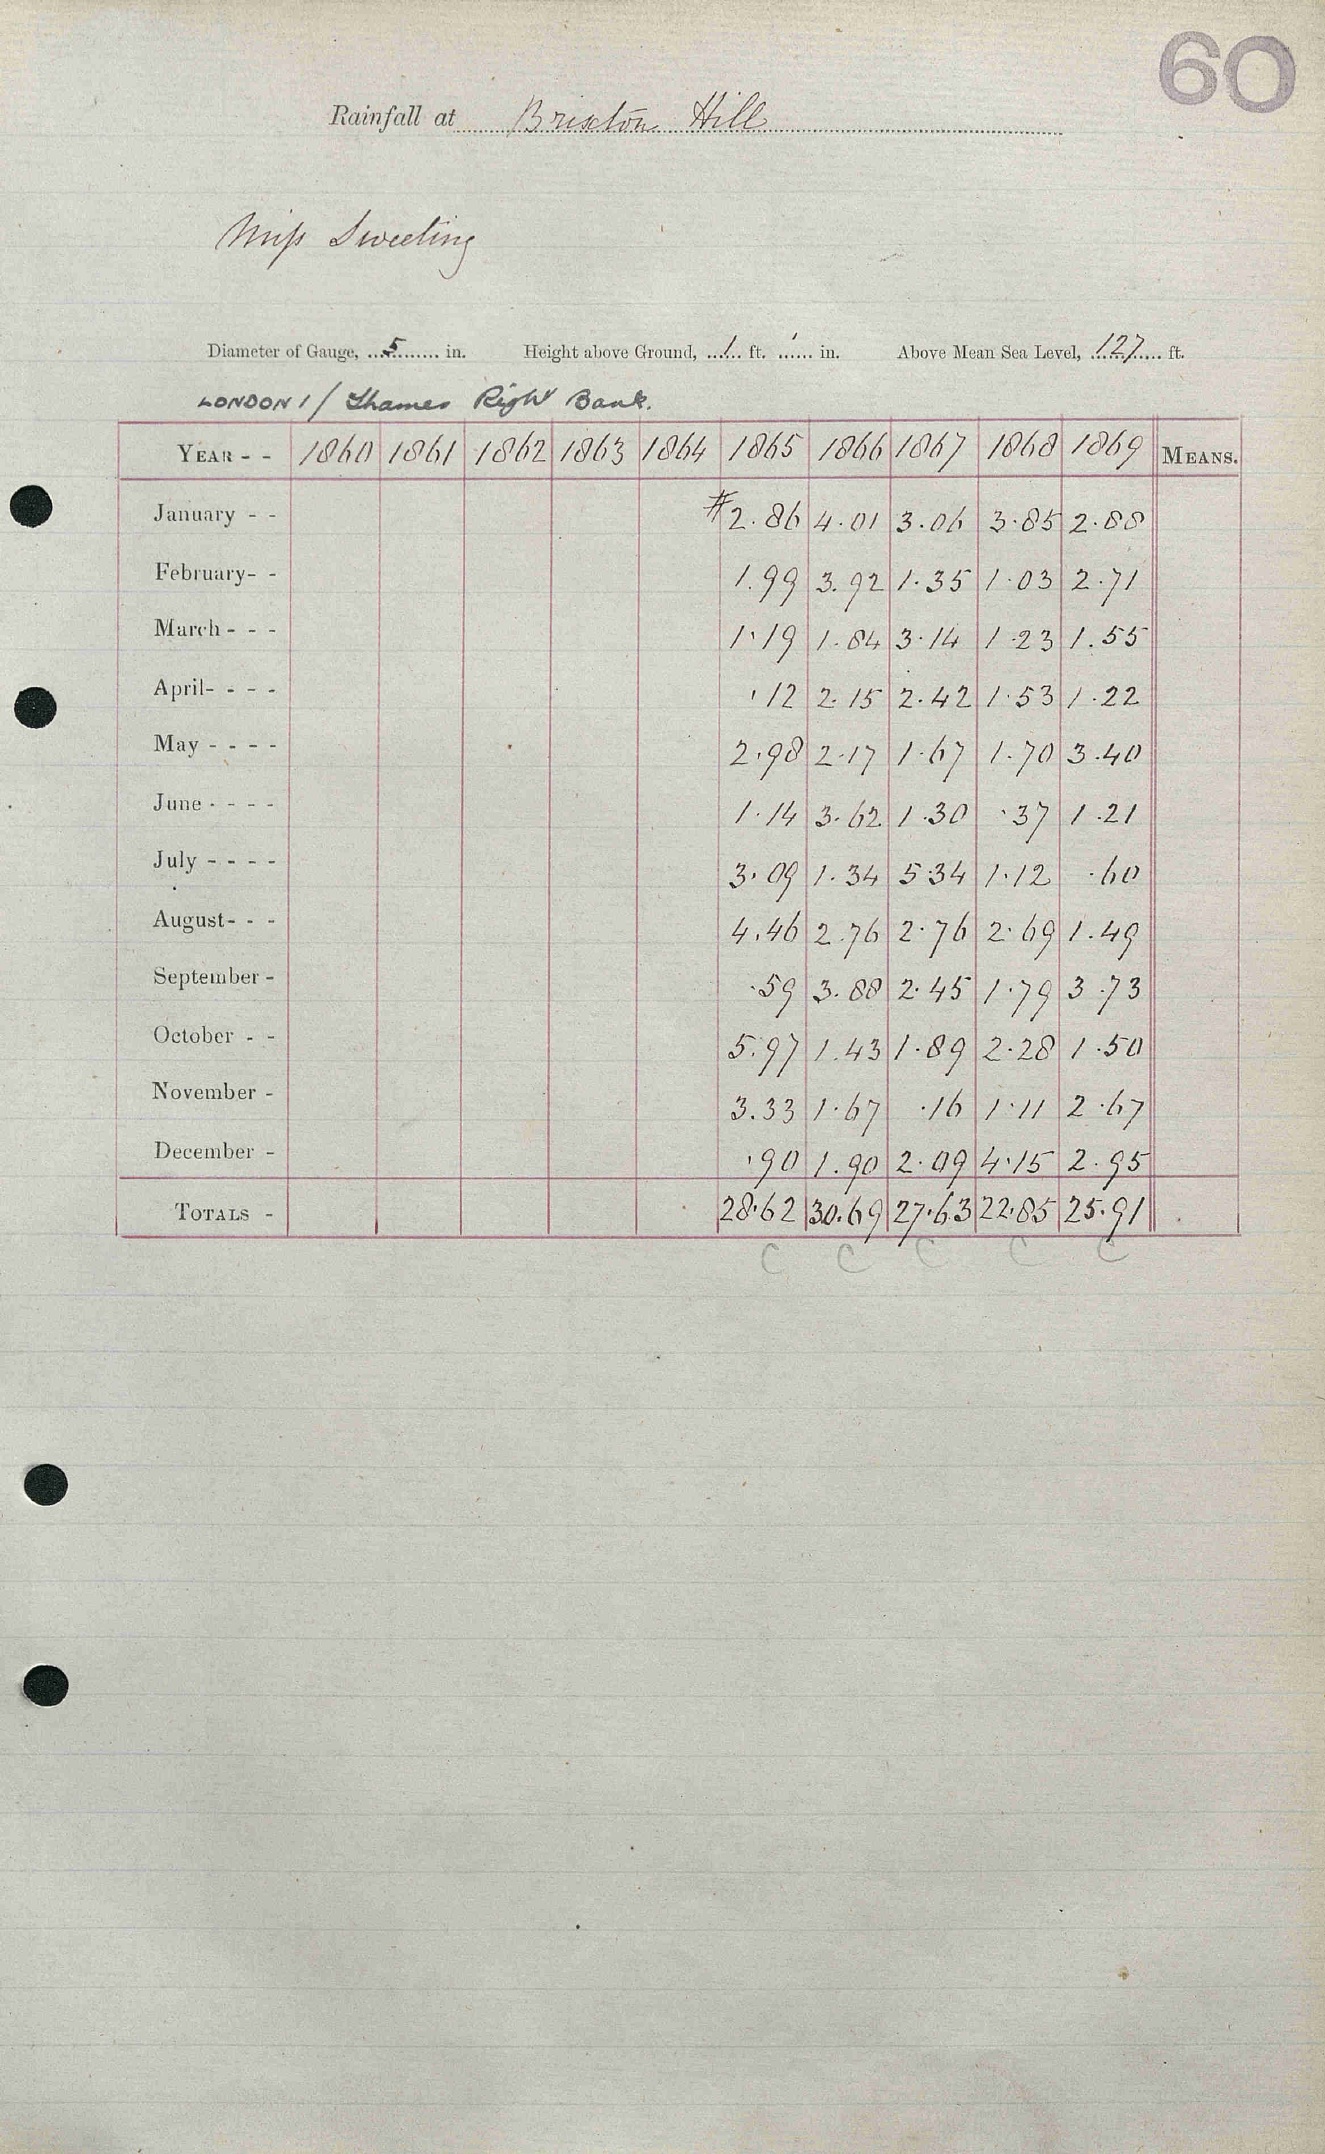 60
Rainfall at Brixton Hill
Miss Sweeting
Diameter of Gauge, 5 in. Height above Ground, 1 ft. in. Above Mean Sea Level, 127 ft.
LONDON 1 / Thames Right Bank.
YEAR - - 1860 1861 1862 1863 1864 1865 1866 1867 1868 1869 MEANS.
January - - #2.86 4.01 3.06 3.85 2.88
February - - 1.99 3.92 1.35 1.03 2.71
March - - - 1.19 1.84 3.14 1.23 1.55
April - - - - .12 2.15 2.42 1.53 1.22
May - - - - 2.98 2.17 1.67 1.70 3.40
June - - - - 1.14 3.62 1.30 .37 1.21
July - - - - 3.09 1.34 5.34 1.12 .60
August - - - 4.46 2.76 2.76 2.69 1.49
September - .59 3.88 2.45 1.79 3.73
October - - 5.97 1.43 1.89 2.28 1.50
November - 3.33 1.67 .16 1.11 2.67
December - .90 1.90 2.09 4.15 2.95
TOTALS - 28.62 30.69 27.63 22.85 25.91
C C C C C